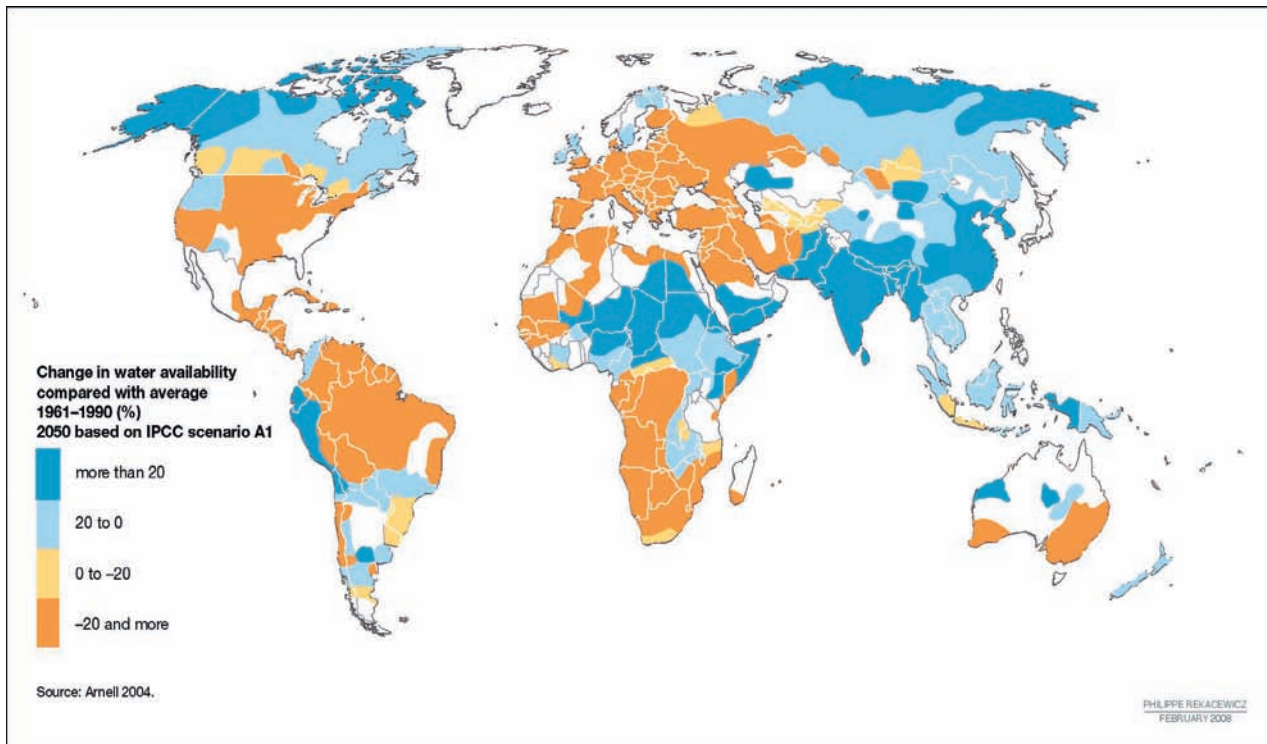 Change in water availability
compared with average
1961–1990 (%)
2050 based on IPCC scenario A1
more than 20
20 to 0
0 to –20
–20 and more
Source: Arnell 2004.
PHILIPPE REKACEWICZ
FEBRUARY 2008